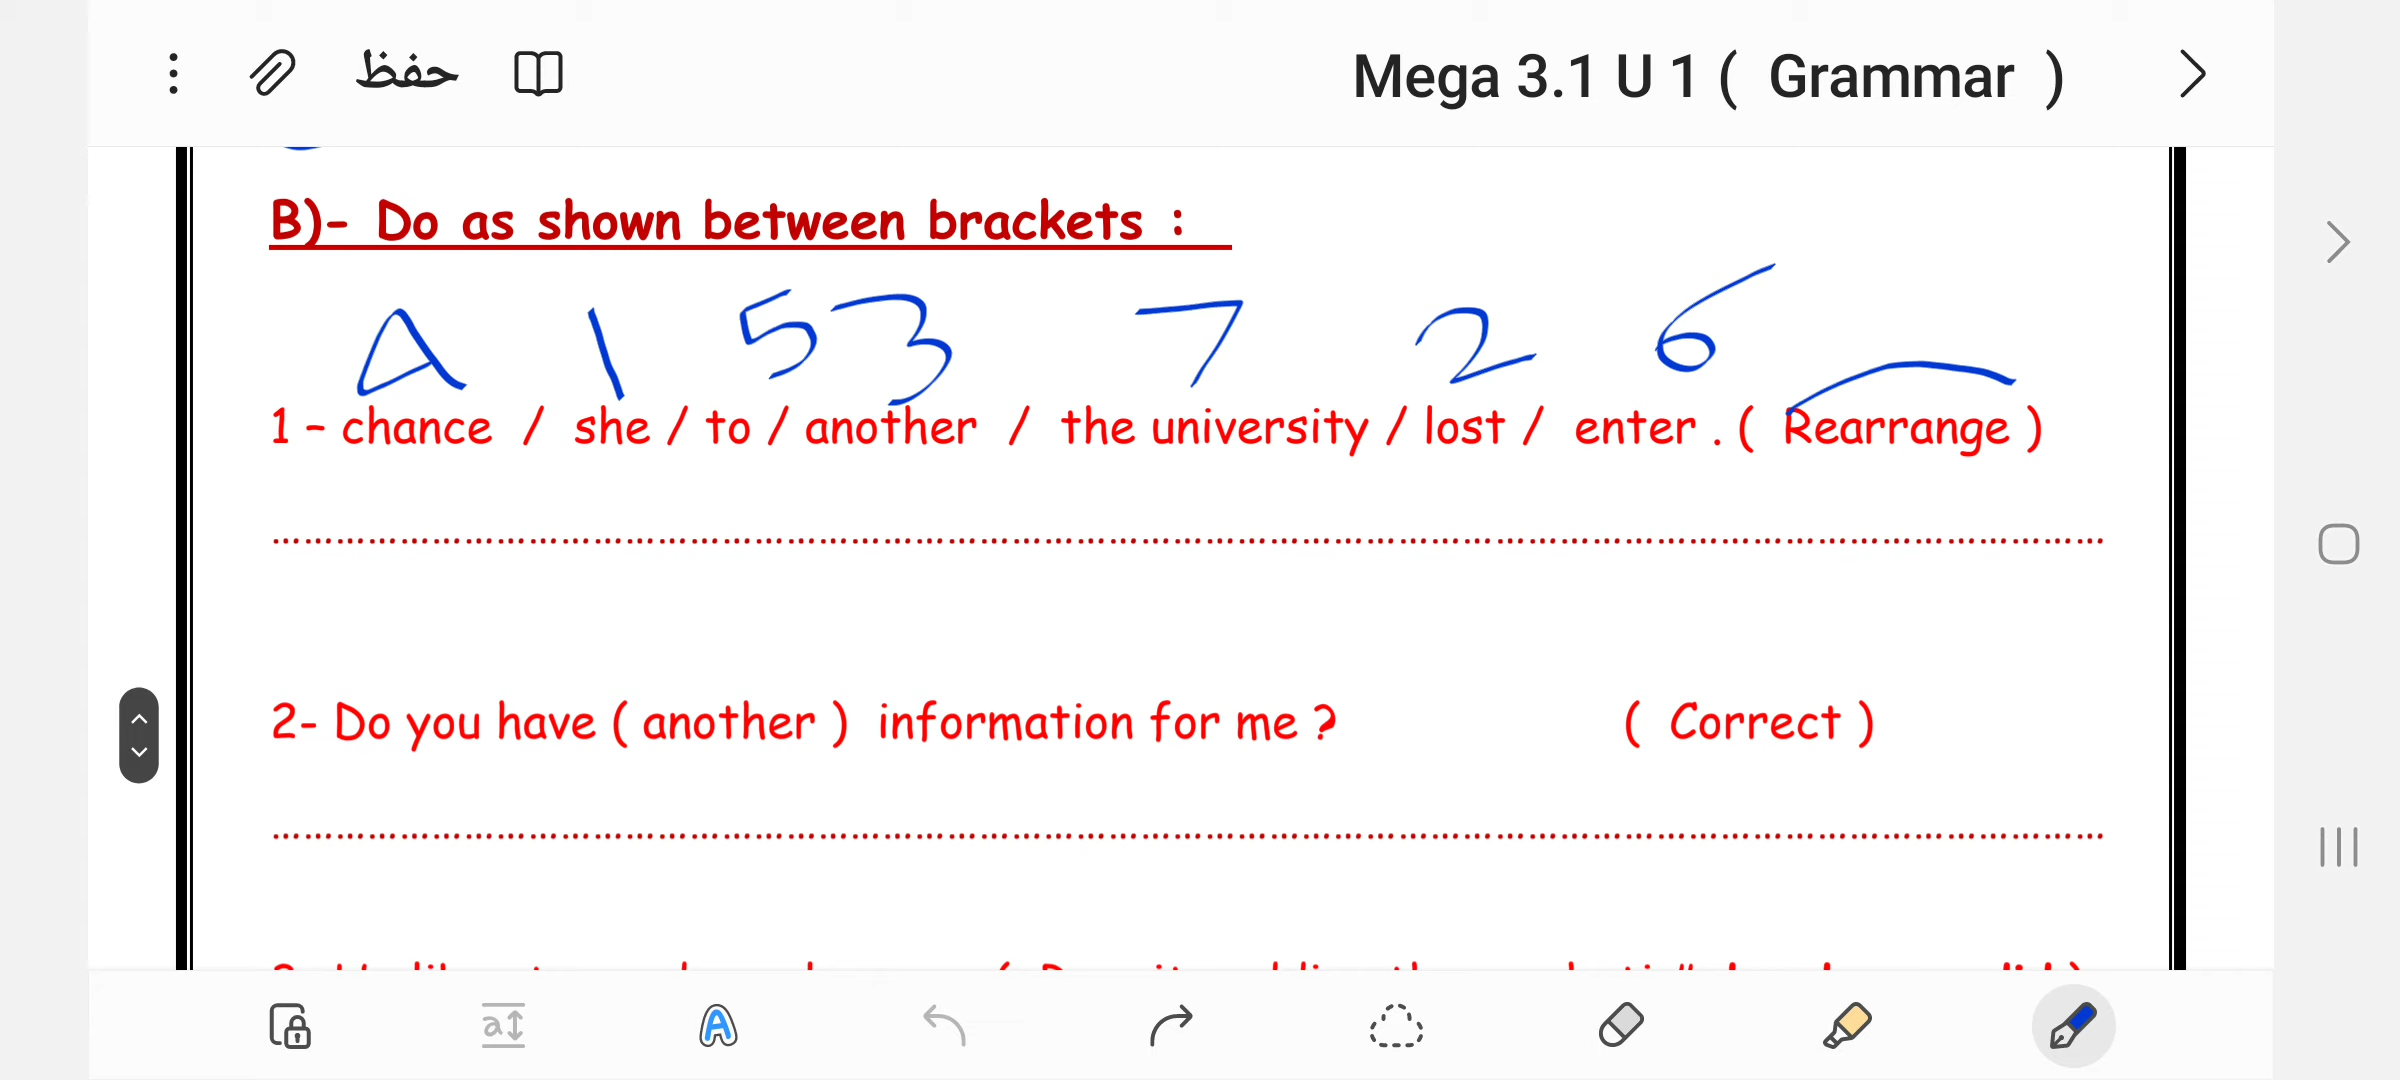 حفظ Mega 3.1 U 1 ( Grammar )
B)- Do as shown between brackets :
1 5 3 7 2 6
1 - chance / she / to / another / the university / lost / enter . ( Rearrange )
2- Do you have ( another ) information for me ? ( Correct )